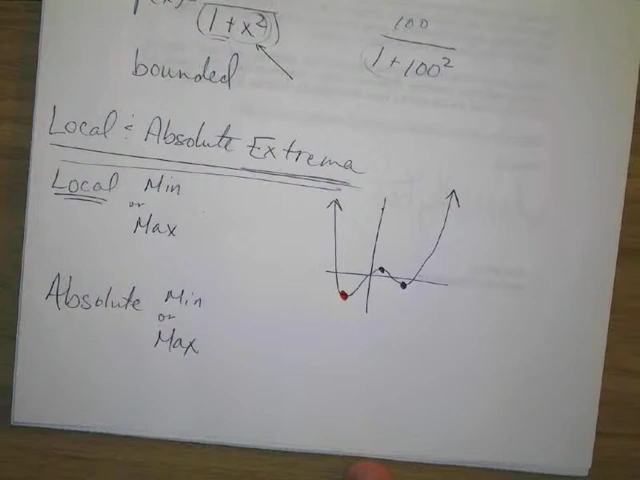 (1 + x²)
100
1 + 100²
bounded
Local & Absolute Extrema
Local Min
or
Max
Absolute Min
or
Max